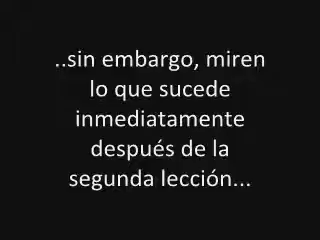 ..sin embargo, miren
lo que sucede
inmediatamente
después de la
segunda lección...